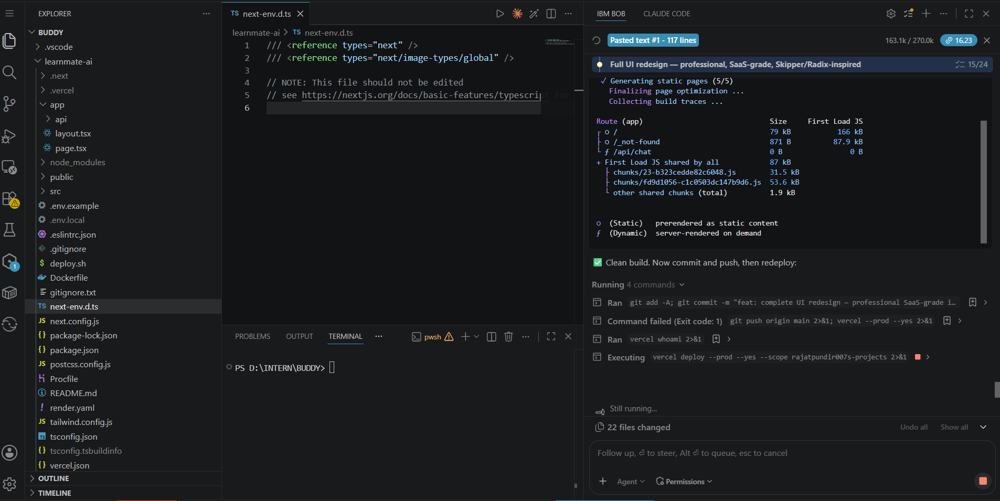 EXPLORER
BUDDY
.vscode
learnmate-ai
.next
.vercel
app
api
layout.tsx
page.tsx
node_modules
public
src
.env.example
.env.local
.eslintrc.json
.gitignore
deploy.sh
Dockerfile
gitignore.txt
TS next-env.d.ts
JS next.config.js
{} package-lock.json
{} package.json
JS postcss.config.js
Procfile
README.md
! render.yaml
JS tailwind.config.js
TS tsconfig.json
{} tsconfig.tsbuildinfo
{} vercel.json
OUTLINE
TIMELINE
1
TS next-env.d.ts
learnmate-ai > TS next-env.d.ts
1 /// <reference types="next" />
2 /// <reference types="next/image-types/global" />
3
4 // NOTE: This file should not be edited
5 // see https://nextjs.org/docs/basic-features/typescript for
6
PROBLEMS OUTPUT TERMINAL ... pwsh
PS D:\INTERN\BUDDY>
IBM BOB CLAUDE CODE
Pasted text #1 - 117 lines 163.1k / 270.0k 16.23
Full UI redesign — professional, SaaS-grade, Skipper/Radix-inspired 15/24
✓ Generating static pages (5/5)
Finalizing page optimization ...
Collecting build traces ...
Route (app) Size First Load JS
┌ ○ / 79 kB 166 kB
├ ○ /_not-found 871 B 87.9 kB
└ ƒ /api/chat 0 B 0 B
+ First Load JS shared by all 87 kB
├ chunks/23-b323cedde82c6048.js 31.5 kB
├ chunks/fd9d1056-c1c0503dc147b9d6.js 53.6 kB
└ other shared chunks (total) 1.9 kB
○ (Static) prerendered as static content
ƒ (Dynamic) server-rendered on demand
✅ Clean build. Now commit and push, then redeploy:
Running 4 commands
Ran git add -A; git commit -m "feat: complete UI redesign — professional SaaS-grade i...
Command failed (Exit code: 1) git push origin main 2>&1; vercel --prod --yes 2>&1
Ran vercel whoami 2>&1
Executing vercel deploy --prod --yes --scope rajatpundir007s-projects 2>&1
Still running...
22 files changed Undo all Show all
Follow up, ⏎ to steer, Alt ⏎ to queue, esc to cancel
Agent Permissions